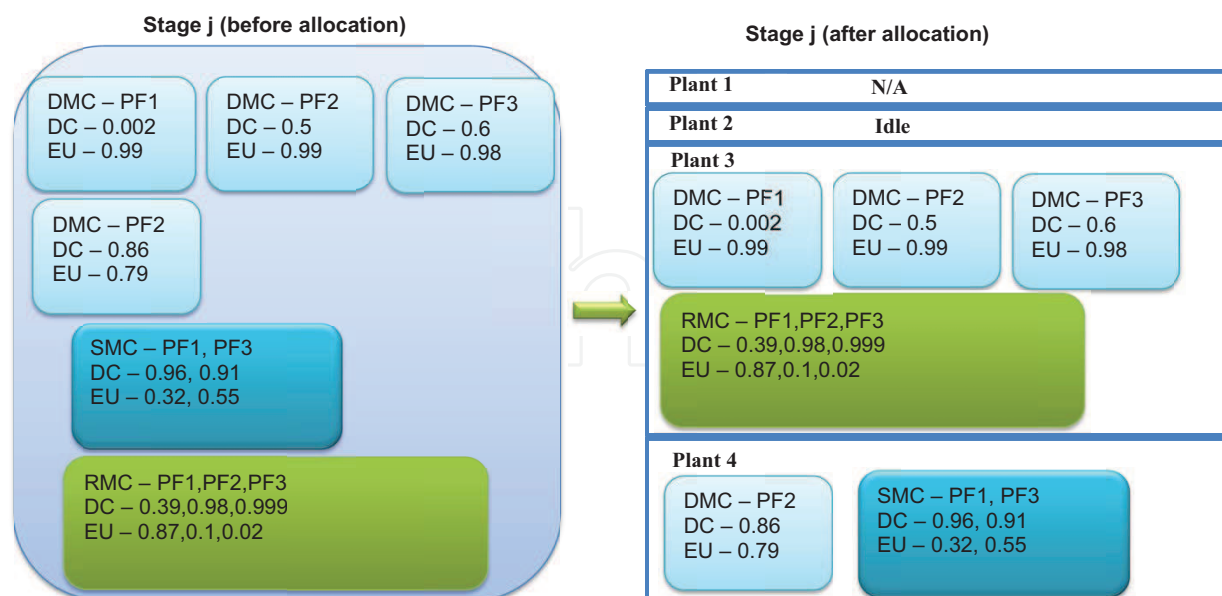 Stage j (before allocation)
DMC – PF1
DC – 0.002
EU – 0.99
DMC – PF2
DC – 0.5
EU – 0.99
DMC – PF3
DC – 0.6
EU – 0.98
DMC – PF2
DC – 0.86
EU – 0.79
SMC – PF1, PF3
DC – 0.96, 0.91
EU – 0.32, 0.55
RMC – PF1,PF2,PF3
DC – 0.39,0.98,0.999
EU – 0.87,0.1,0.02
Stage j (after allocation)
Plant 1 N/A
Plant 2 Idle
Plant 3
DMC – PF1
DC – 0.002
EU – 0.99
DMC – PF2
DC – 0.5
EU – 0.99
DMC – PF3
DC – 0.6
EU – 0.98
RMC – PF1,PF2,PF3
DC – 0.39,0.98,0.999
EU – 0.87,0.1,0.02
Plant 4
DMC – PF2
DC – 0.86
EU – 0.79
SMC – PF1, PF3
DC – 0.96, 0.91
EU – 0.32, 0.55